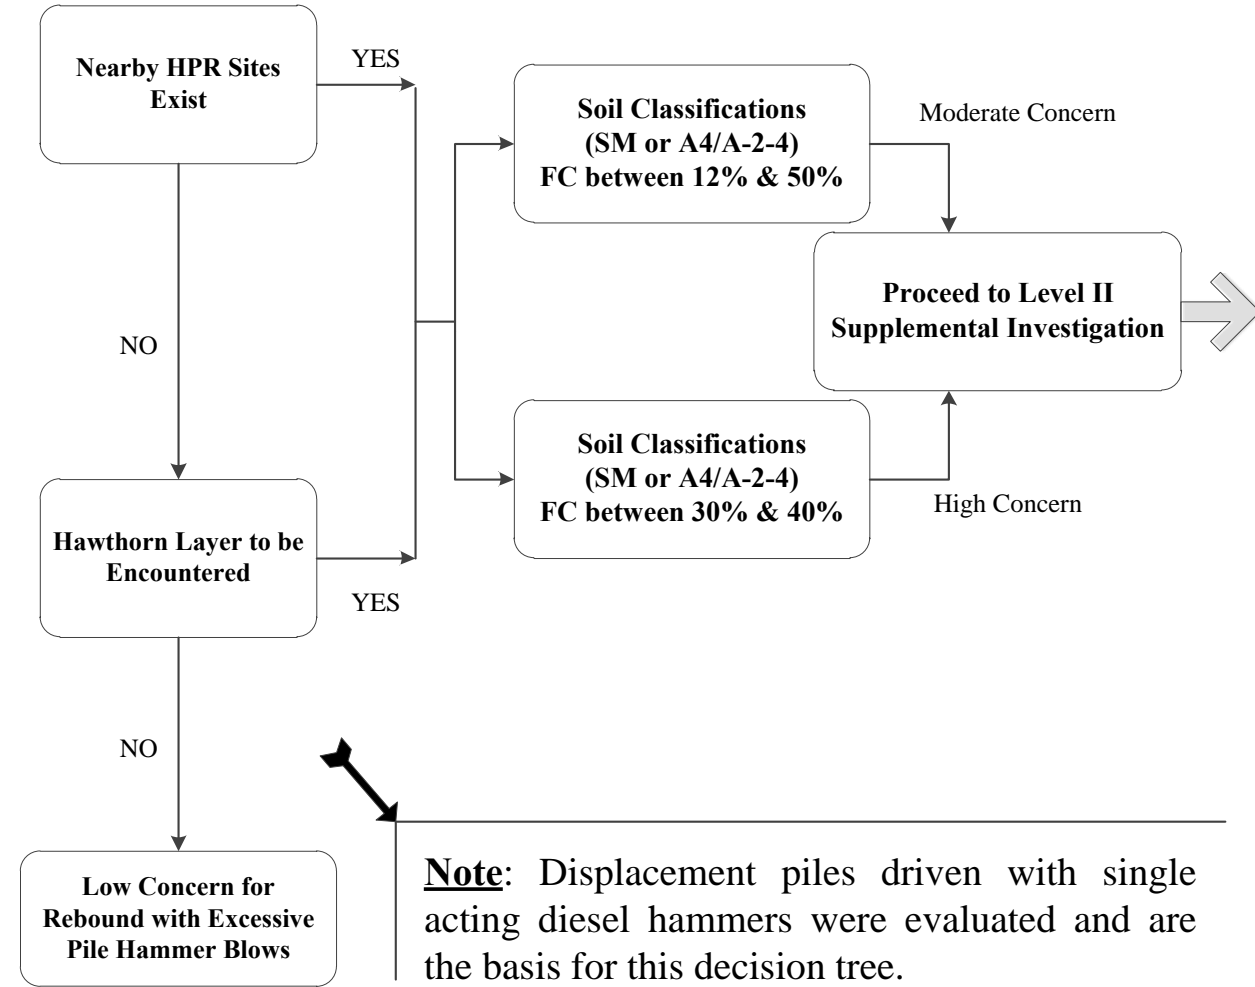 Nearby HPR Sites
Exist
YES
Soil Classifications
(SM or A4/A-2-4)
FC between 12% & 50%
Moderate Concern
Proceed to Level II
Supplemental Investigation
NO
Soil Classifications
(SM or A4/A-2-4)
FC between 30% & 40%
High Concern
Hawthorn Layer to be
Encountered
YES
NO
Low Concern for
Rebound with Excessive
Pile Hammer Blows
Note: Displacement piles driven with single
acting diesel hammers were evaluated and are
the basis for this decision tree.